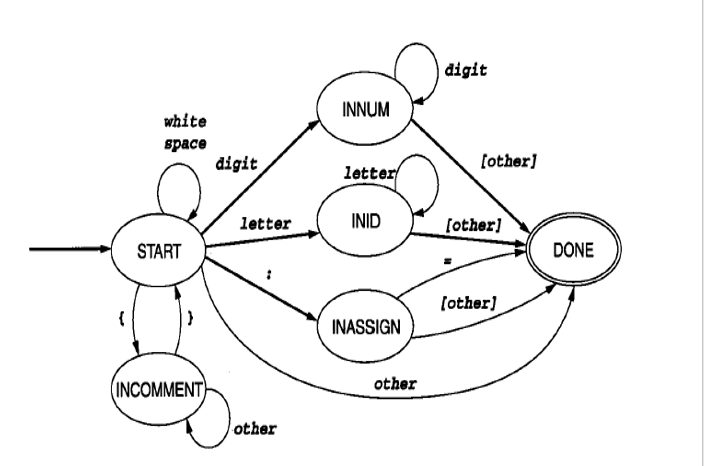 digit
INNUM
white
space
digit
[other]
letter
letter
INID
[other]
START
DONE
:
=
[other]
INASSIGN
{
}
INCOMMENT
other
other